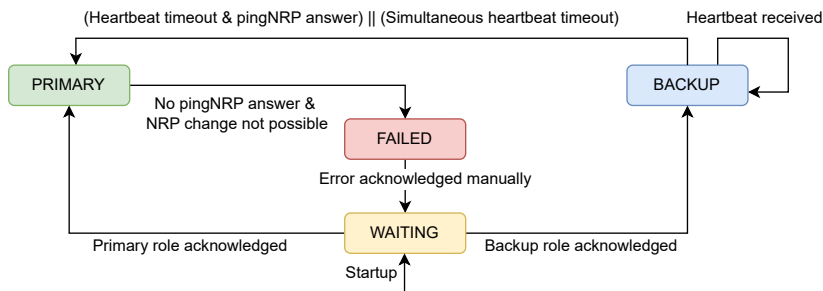 (Heartbeat timeout & pingNRP answer) || (Simultaneous heartbeat timeout)
Heartbeat received
PRIMARY
BACKUP
No pingNRP answer &
NRP change not possible
FAILED
Error acknowledged manually
WAITING
Primary role acknowledged
Backup role acknowledged
Startup